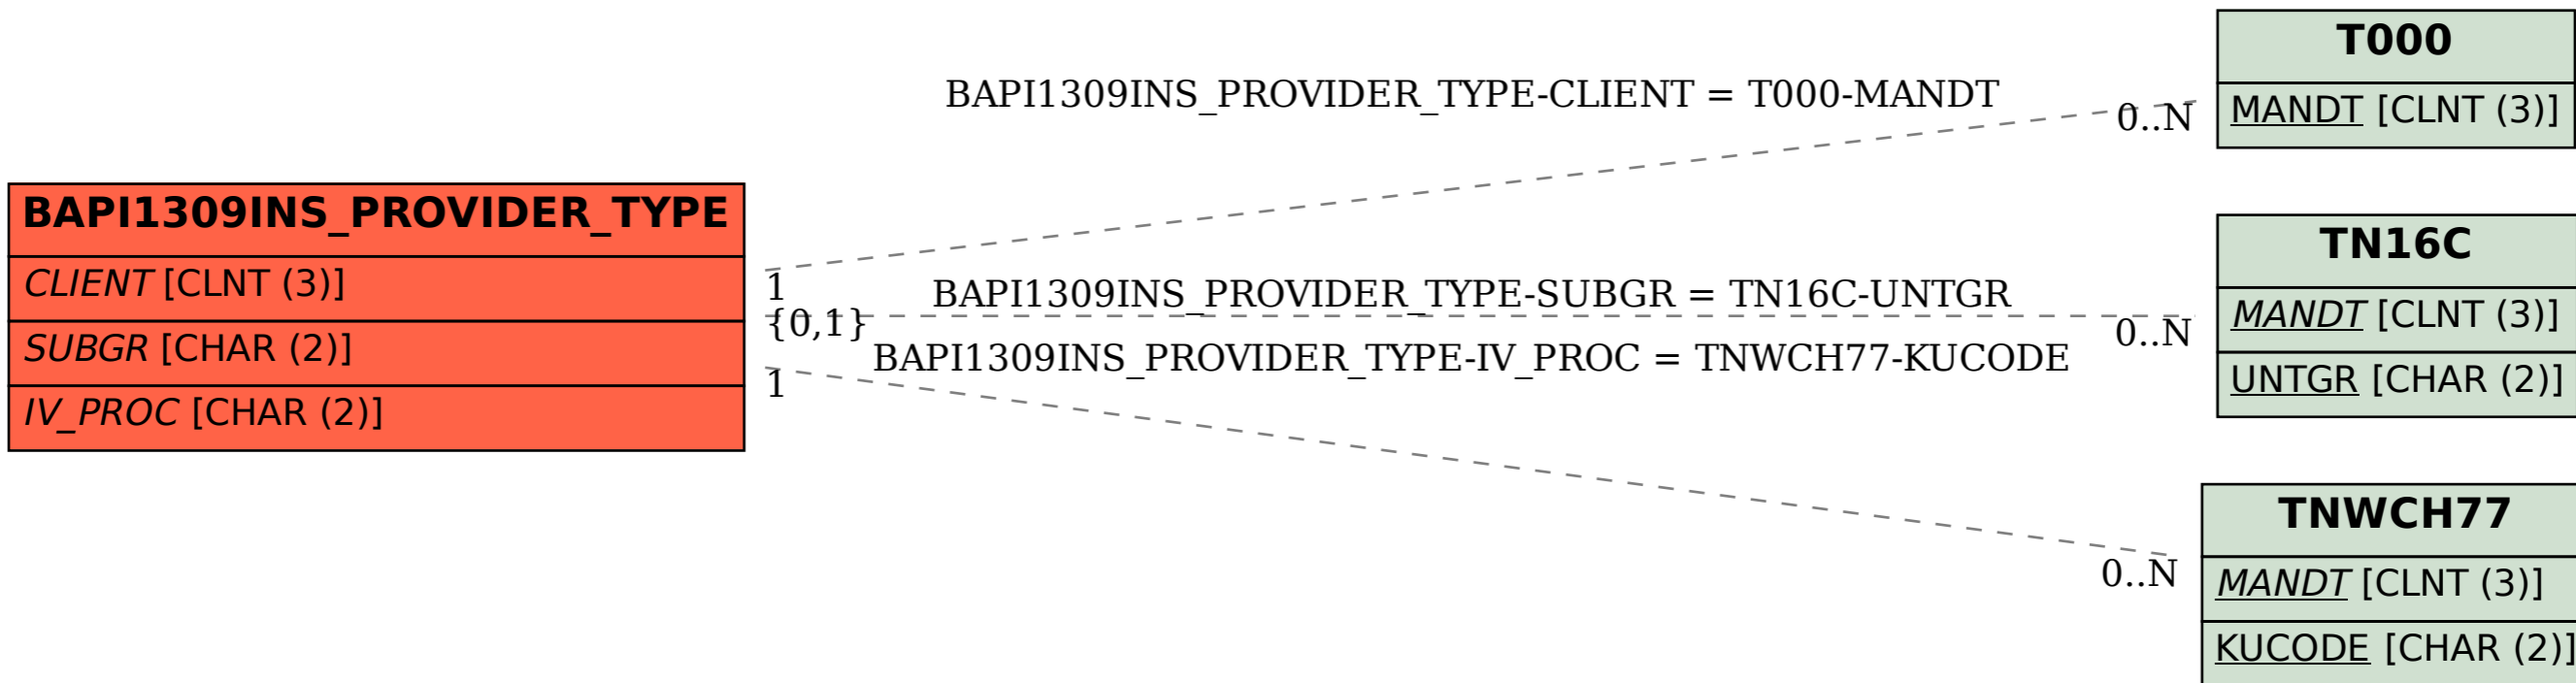 T000
MANDT [CLNT (3)]
BAPI1309INS_PROVIDER_TYPE-CLIENT = T000-MANDT
0..N
BAPI1309INS_PROVIDER_TYPE
CLIENT [CLNT (3)]
SUBGR [CHAR (2)]
IV_PROC [CHAR (2)]
1
BAPI1309INS_PROVIDER_TYPE-SUBGR = TN16C-UNTGR
{0,1}
0..N
BAPI1309INS_PROVIDER_TYPE-IV_PROC = TNWCH77-KUCODE
1
0..N
TN16C
MANDT [CLNT (3)]
UNTGR [CHAR (2)]
TNWCH77
MANDT [CLNT (3)]
KUCODE [CHAR (2)]